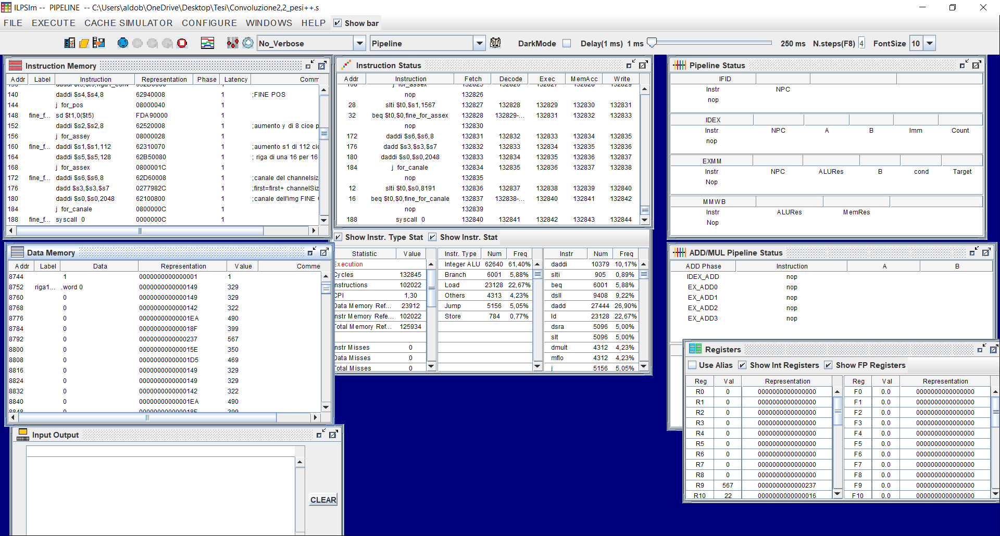 ILPSIm -- PIPELINE -- C:\Users\aldob\OneDrive\Desktop\Tesi\Convoluzione2,2_pesi++.s
FILE EXECUTE CACHE SIMULATOR CONFIGURE WINDOWS HELP Show bar
No_Verbose Pipeline DarkMode Delay(1 ms) 1 ms 250 ms N.steps(F8) 4 FontSize 10
Instruction Memory
Addr Label Instruction Representation Phase Latency Comm
140 daddi $s4,$s4,8 62940008 1 ;FINE POS
144 j for_pos 08000040 1
148 fine_f... sd $t1,0($t5) FDA90000 1
152 daddi $s2,$s2,8 62520008 1 ;aumento y di 8 cioe p
156 j for_assey 08000028 1
160 fine_f... daddi $s1,$s1,112 62310070 1 ;aumento s1 di 112 cio
164 daddi $s5,$s5,128 62B50080 1 ; riga di una 16 per 16
168 j for_assex 0800001C 1
172 fine_f... daddi $s6,$s6,8 62D60008 1 ;canale del channelsiz
176 dadd $s3,$s3,$s7 0277982C 1 ;first=first+ channelSiz
180 daddi $s0,$s0,2048 62100800 1 ;canale dell'img FINE
184 j for_canale 0800000C 1
188 fine_f... syscall 0 0000000C 1
Instruction Status
Addr Instruction Fetch Decode Exec MemAcc Write
nop 132826
28 slti $t0,$s1,1567 132827 132828 132829 132830 132831
32 beq $t0,$0,fine_for_assex 132828 132829-... 132831 132832 132833
nop 132830
172 daddi $s6,$s6,8 132831 132832 132833 132834 132835
176 dadd $s3,$s3,$s7 132832 132833 132834 132835 132836
180 daddi $s0,$s0,2048 132833 132834 132835 132836 132837
184 j for_canale 132834 132835 132836 132837 132838
nop 132835
12 slti $t0,$s0,8191 132836 132837 132838 132839 132840
16 beq $t0,$0,fine_for_canale 132837 132838-... 132840 132841 132842
nop 132839
188 syscall 0 132840 132841 132842 132843 132844
Pipeline Status
IFID
Instr NPC
nop
IDEX
Instr NPC A B Imm Count
nop
EXMM
Instr NPC ALURes B cond Target
Nop
MMWB
Instr ALURes MemRes
Nop
Data Memory
Addr Label Data Representation Value Comme
8744 1 0000000000000001 1
8752 riga1... .word 0 0000000000000149 329
8760 0 0000000000000149 329
8768 0 0000000000000142 322
8776 0 00000000000001EA 490
8784 0 000000000000018F 399
8792 0 0000000000000237 567
8800 0 000000000000015E 350
8808 0 00000000000001D5 469
8816 0 0000000000000149 329
8824 0 0000000000000149 329
8832 0 0000000000000142 322
8840 0 00000000000001EA 490
8848 0 000000000000018F 399
Show Instr. Type Stat Show Instr. Stat
Statistic Value
Execution
Cycles 132845
Instructions 102022
CPI 1,30
Data Memory Ref... 23912
Instr Memory Refe... 102022
Total Memory Ref... 125934
Instr Misses 0
Data Misses 0
Total Misses 0
Instr. Type Num Freq
Integer ALU 62640 61,40%
Branch 6001 5,88%
Load 23128 22,67%
Others 4313 4,23%
Jump 5156 5,05%
Store 784 0,77%
Instr Num Freq
daddi 10379 10,17%
slti 905 0,89%
beq 6001 5,88%
dsll 9408 9,22%
dadd 27444 26,90%
ld 23128 22,67%
dsra 5096 5,00%
slt 5096 5,00%
dmult 4312 4,23%
mflo 4312 4,23%
j 5156 5,05%
ADD/MUL Pipeline Status
ADD Phase Instruction A B
IDEX_ADD nop
EX_ADD0 nop
EX_ADD1 nop
EX_ADD2 nop
EX_ADD3 nop
Registers
Use Alias Show Int Registers Show FP Registers
Reg Val Representation Reg Val Representation
R0 0 0000000000000000 F0 0.0 0000000000000000
R1 0 0000000000000000 F1 0.0 0000000000000000
R2 0 0000000000000000 F2 0.0 0000000000000000
R3 0 0000000000000000 F3 0.0 0000000000000000
R4 0 0000000000000000 F4 0.0 0000000000000000
R5 0 0000000000000000 F5 0.0 0000000000000000
R6 0 0000000000000000 F6 0.0 0000000000000000
R7 0 0000000000000000 F7 0.0 0000000000000000
R8 0 0000000000000000 F8 0.0 0000000000000000
R9 567 0000000000000237 F9 0.0 0000000000000000
R10 22 0000000000000016 F10 0.0 0000000000000000
Input Output
CLEAR